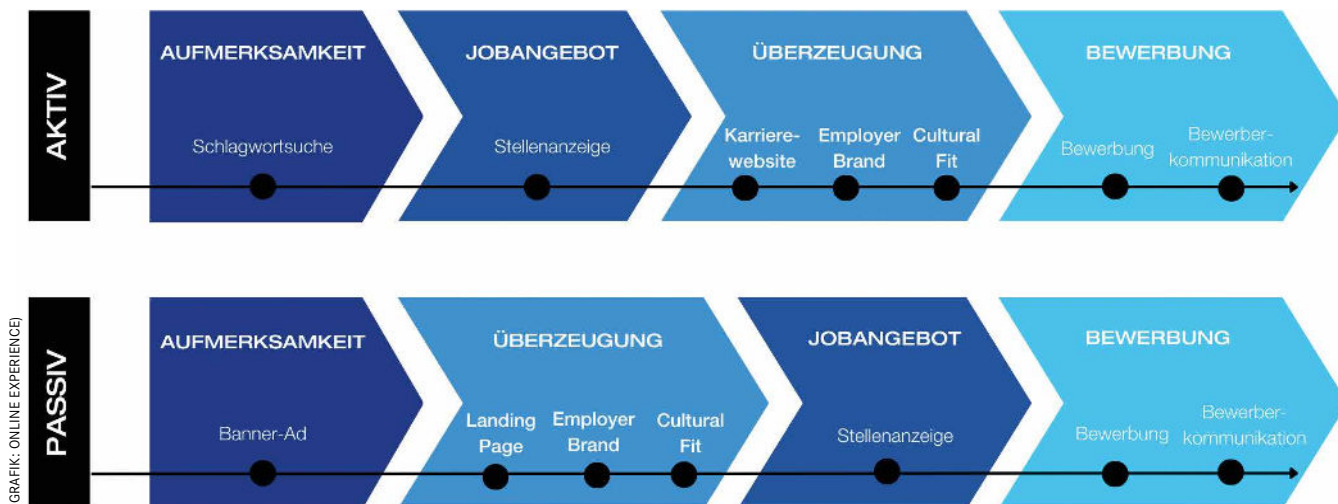 AKTIV
AUFMERKSAMKEIT
Schlagwortsuche
JOBANGEBOT
Stellenanzeige
ÜBERZEUGUNG
Karriere-
website
Employer
Brand
Cultural
Fit
BEWERBUNG
Bewerbung
Bewerber-
kommunikation
PASSIV
AUFMERKSAMKEIT
Banner-Ad
ÜBERZEUGUNG
Landing
Page
Employer
Brand
Cultural
Fit
JOBANGEBOT
Stellenanzeige
BEWERBUNG
Bewerbung
Bewerber-
kommunikation
GRAFIK: ONLINE EXPERIENCE)